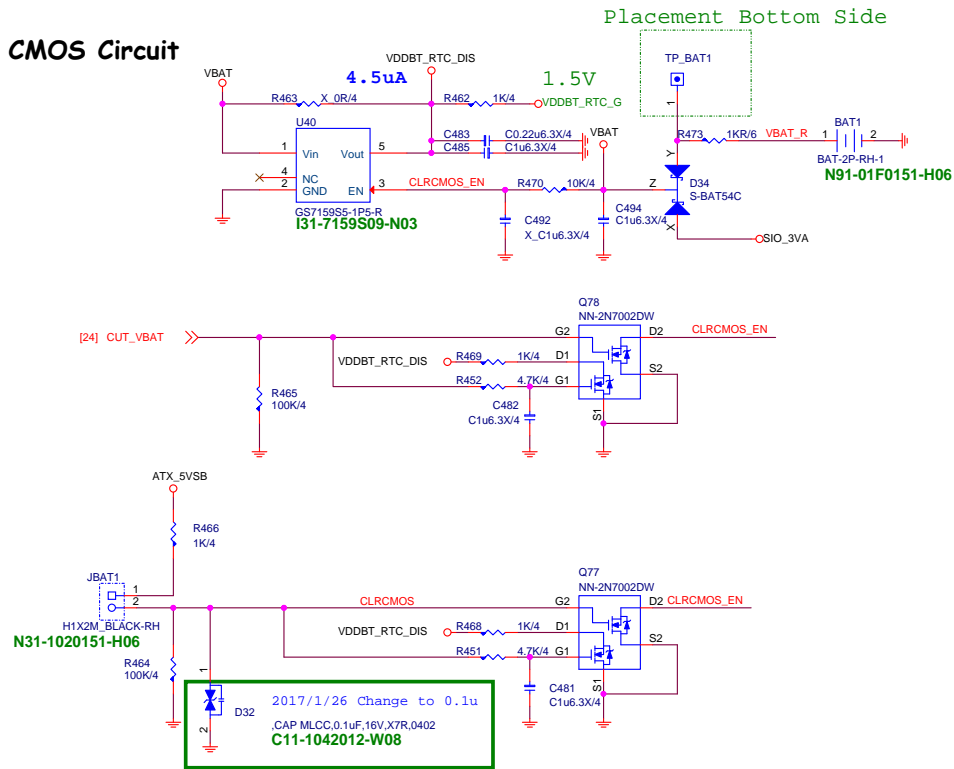 Placement Bottom Side
CMOS Circuit
VBAT
4.5uA
VDDBT_RTC_DIS
1.5V
TP_BAT1
1
R463
X_0R/4
R462
1K/4
VDDBT_RTC_G
U40
1
Vin
Vout
5
4
NC
2
GND
EN
3
GS7159S5-1P5-R
I31-7159S09-N03
C483
C0.22u6.3X/4
C485
C1u6.3X/4
VBAT
CLRCMOS_EN
R470
10K/4
C492
X_C1u6.3X/4
C494
C1u6.3X/4
R473
1KR/6
VBAT_R
BAT1
1
2
BAT-2P-RH-1
N91-01F0151-H06
Y
Z
X
D34
S-BAT54C
SIO_3VA
Q78
NN-2N7002DW
[24] CUT_VBAT
G2
D2
CLRCMOS_EN
VDDBT_RTC_DIS
R469
1K/4
D1
R452
4.7K/4
G1
S2
S1
R465
100K/4
C482
C1u6.3X/4
ATX_5VSB
R466
1K/4
JBAT1
1
2
H1X2M_BLACK-RH
N31-1020151-H06
CLRCMOS
Q77
NN-2N7002DW
G2
D2
CLRCMOS_EN
VDDBT_RTC_DIS
R468
1K/4
D1
R451
4.7K/4
G1
S2
S1
R464
100K/4
C481
C1u6.3X/4
1
2
D32
2017/1/26 Change to 0.1u
,CAP MLCC,0.1uF,16V,X7R,0402
C11-1042012-W08